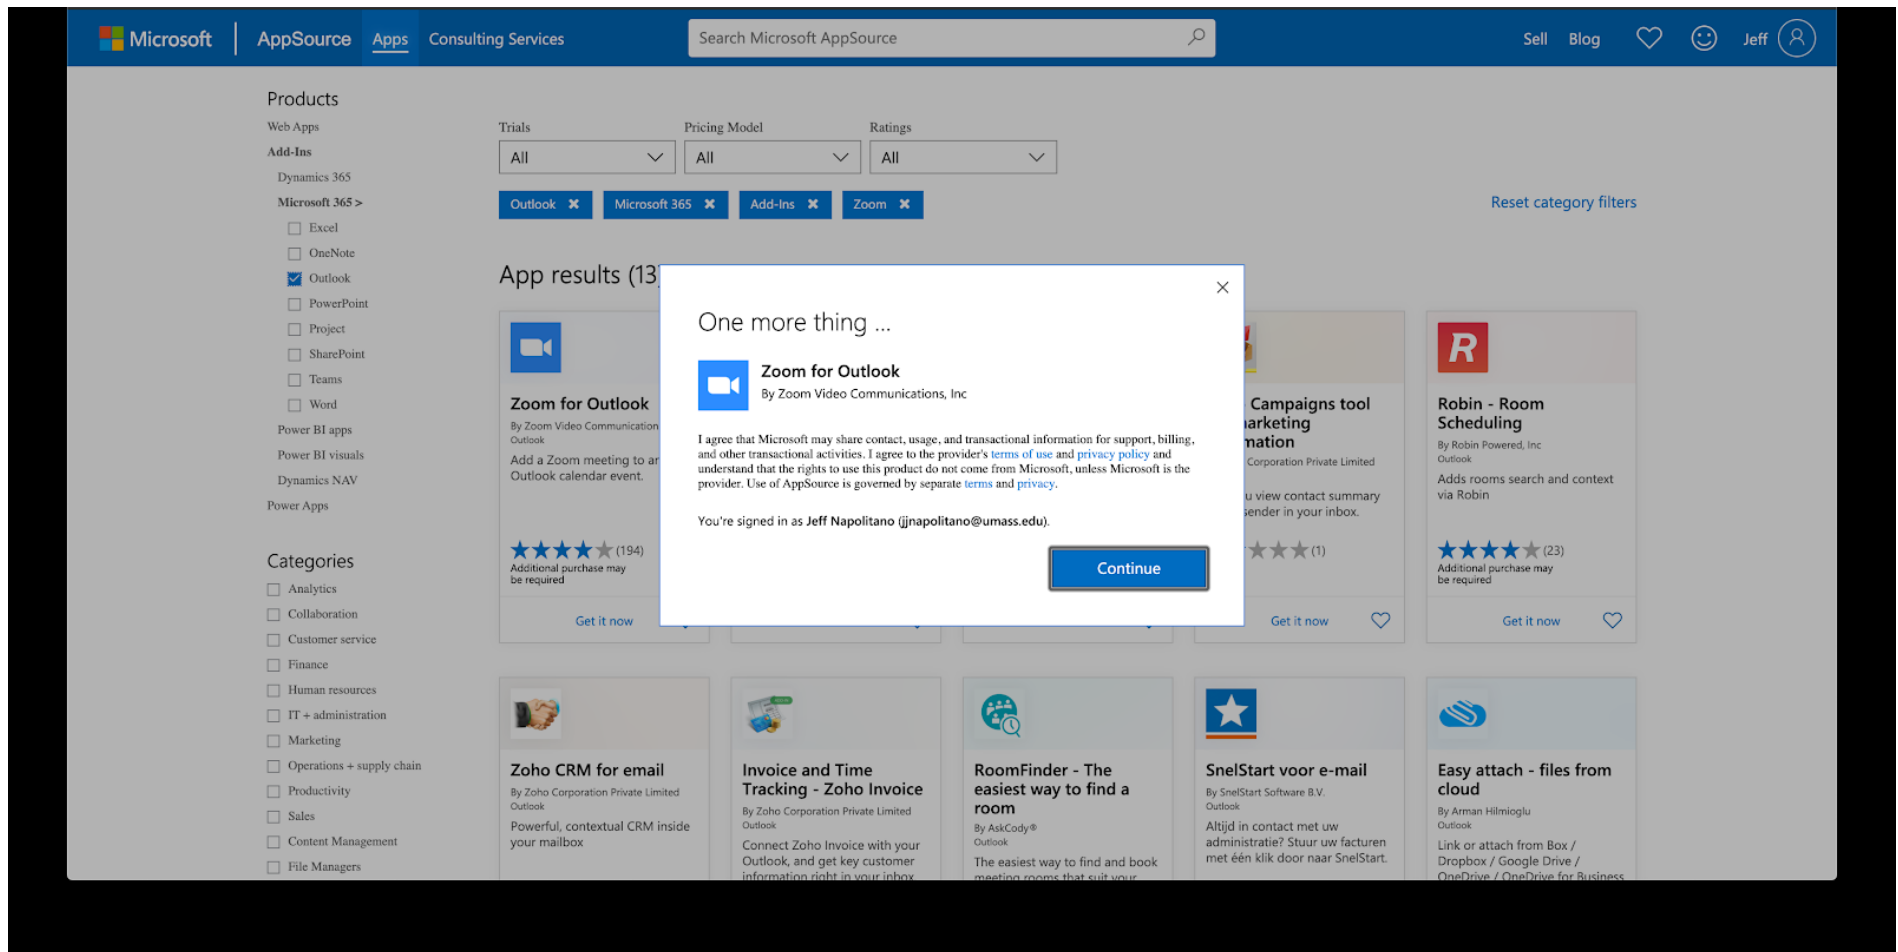 Microsoft
AppSource
Apps
Consulting Services
Search Microsoft AppSource
Sell
Blog
Jeff
Products
Web Apps
Add-Ins
Dynamics 365
Microsoft 365 >
Excel
OneNote
Outlook
PowerPoint
Project
SharePoint
Teams
Word
Power BI apps
Power BI visuals
Dynamics NAV
Power Apps
Categories
Analytics
Collaboration
Customer service
Finance
Human resources
IT + administration
Marketing
Operations + supply chain
Productivity
Sales
Content Management
File Managers
Trials
Pricing Model
Ratings
All
All
All
Outlook
Microsoft 365
Add-Ins
Zoom
Reset category filters
App results (13
One more thing ...
Zoom for Outlook
By Zoom Video Communications, Inc
I agree that Microsoft may share contact, usage, and transactional information for support, billing,
and other transactional activities. I agree to the provider's terms of use and privacy policy and
understand that the rights to use this product do not come from Microsoft, unless Microsoft is the
provider. Use of AppSource is governed by separate terms and privacy.
You're signed in as Jeff Napolitano (jjnapolitano@umass.edu).
Continue
Zoom for Outlook
By Zoom Video Communication
Outlook
Add a Zoom meeting to an
Outlook calendar event.
(194)
Additional purchase may
be required
Get it now
Campaigns tool
arketing
mation
Corporation Private Limited
u view contact summary
sender in your inbox.
(1)
Get it now
Robin - Room
Scheduling
By Robin Powered, Inc
Outlook
Adds rooms search and context
via Robin
(23)
Additional purchase may
be required
Get it now
Zoho CRM for email
By Zoho Corporation Private Limited
Outlook
Powerful, contextual CRM inside
your mailbox
Invoice and Time
Tracking - Zoho Invoice
By Zoho Corporation Private Limited
Outlook
Connect Zoho Invoice with your
Outlook, and get key customer
information right in your inbox
RoomFinder - The
easiest way to find a
room
By AskCody®
Outlook
The easiest way to find and book
meeting rooms that suit your
SnelStart voor e-mail
By SnelStart Software B.V.
Outlook
Altijd in contact met uw
administratie? Stuur uw facturen
met één klik door naar SnelStart.
Easy attach - files from
cloud
By Arman Hilmioglu
Outlook
Link or attach from Box /
Dropbox / Google Drive /
OneDrive / OneDrive for Business